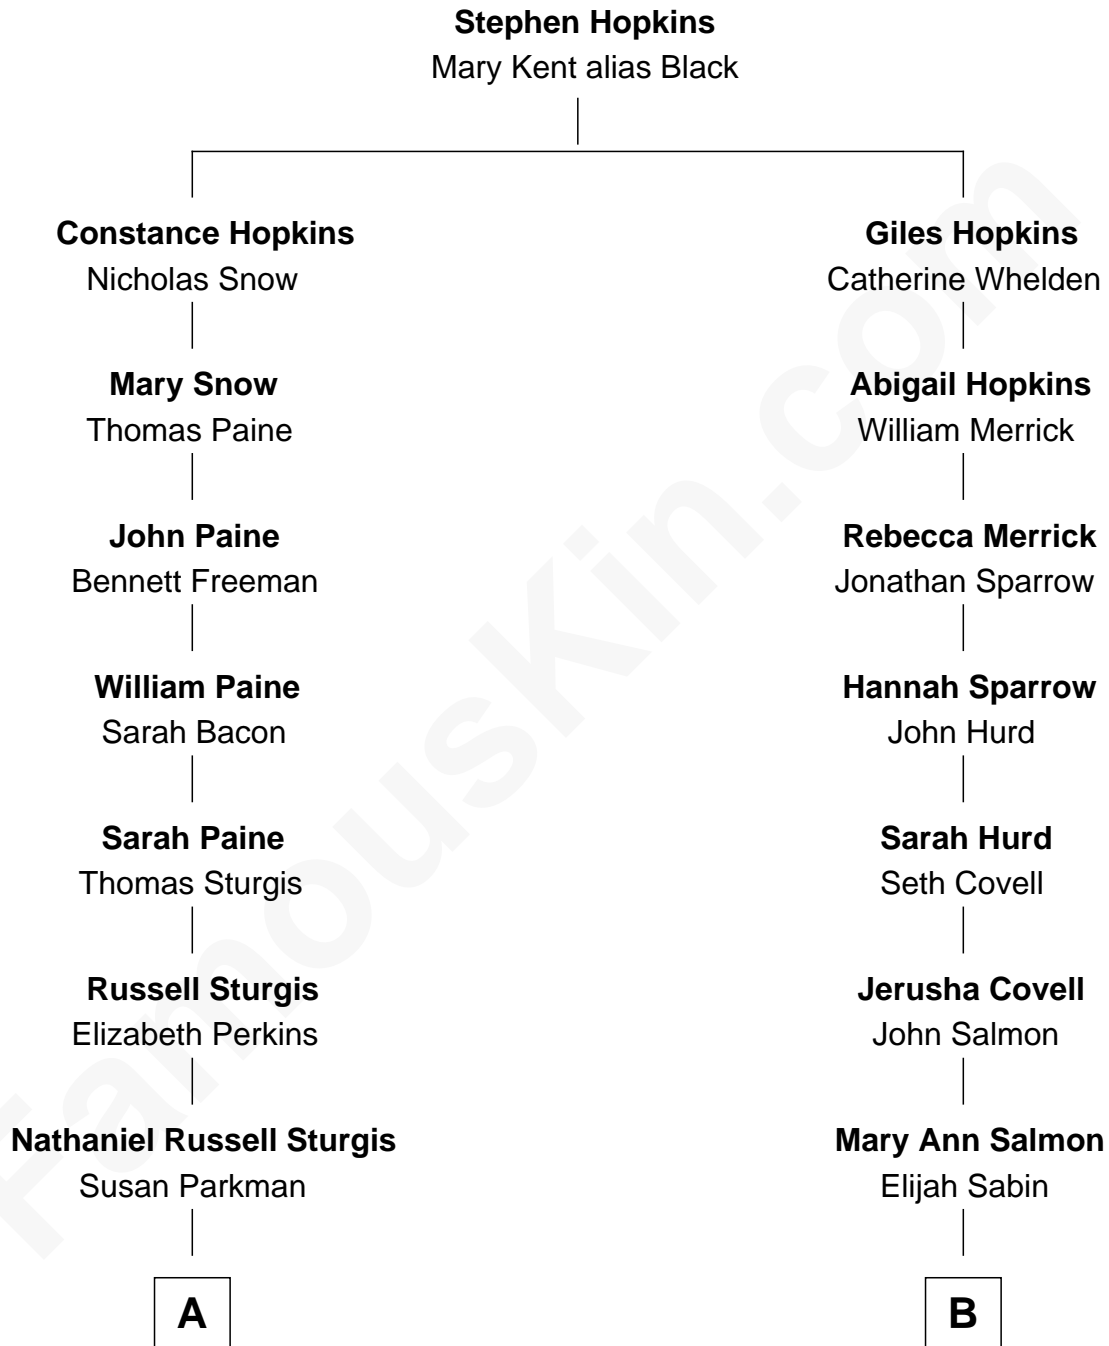 Stephen Hopkins
Mary Kent alias Black
Constance Hopkins
Nicholas Snow
Giles Hopkins
Catherine Whelden
Mary Snow
Thomas Paine
Abigail Hopkins
William Merrick
John Paine
Bennett Freeman
Rebecca Merrick
Jonathan Sparrow
William Paine
Sarah Bacon
Hannah Sparrow
John Hurd
Sarah Paine
Thomas Sturgis
Sarah Hurd
Seth Covell
Russell Sturgis
Elizabeth Perkins
Jerusha Covell
John Salmon
Nathaniel Russell Sturgis
Susan Parkman
Mary Ann Salmon
Elijah Sabin
A
B
FamousKin.com